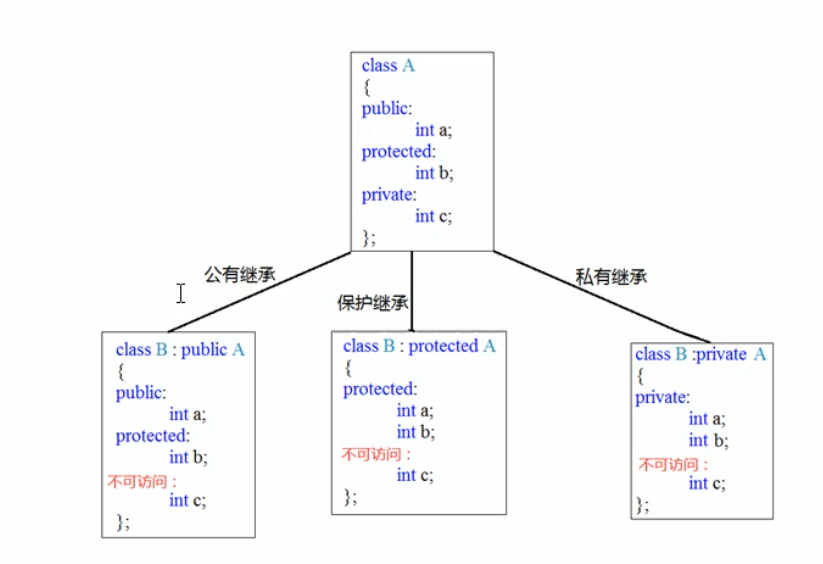 class A
{
public:
int a;
protected:
int b;
private:
int c;
};
公有继承
保护继承
私有继承
class B : public A
{
public:
int a;
protected:
int b;
不可访问：
int c;
};
class B : protected A
{
protected:
int a;
int b;
不可访问：
int c;
};
class B :private A
{
private:
int a;
int b;
不可访问：
int c;
};